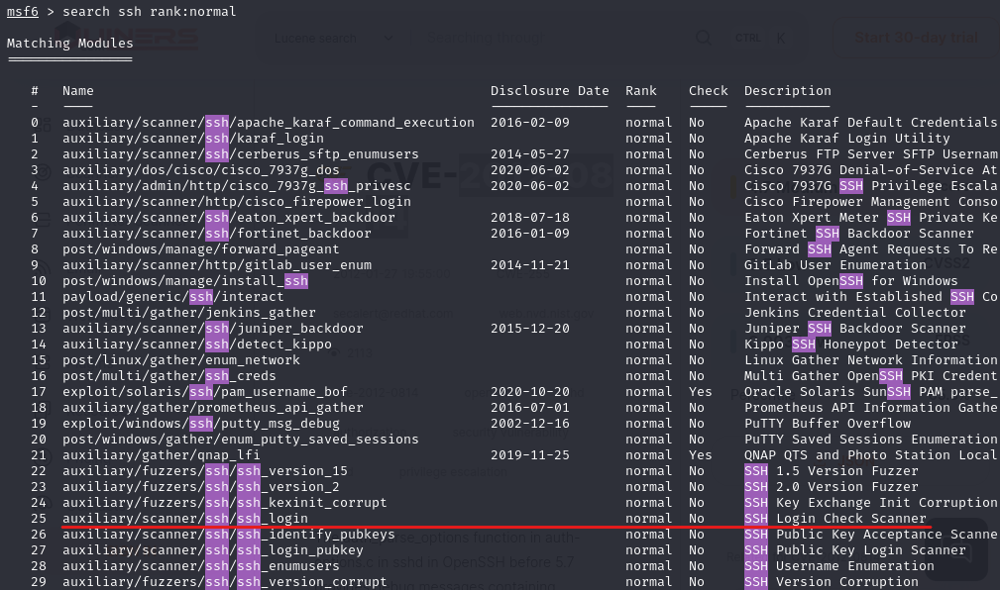 msf6 > search ssh rank:normal
Matching Modules
================
# Name Disclosure Date Rank Check Description
- ---- --------------- ---- ----- -----------
0 auxiliary/scanner/ssh/apache_karaf_command_execution 2016-02-09 normal No Apache Karaf Default Credentials
1 auxiliary/scanner/ssh/karaf_login normal No Apache Karaf Login Utility
2 auxiliary/scanner/ssh/cerberus_sftp_enumusers 2014-05-27 normal No Cerberus FTP Server SFTP Usernam
3 auxiliary/dos/cisco/cisco_7937g_dos 2020-06-02 normal No Cisco 7937G Denial-of-Service At
4 auxiliary/admin/http/cisco_7937g_ssh_privesc 2020-06-02 normal No Cisco 7937G SSH Privilege Escala
5 auxiliary/scanner/http/cisco_firepower_login normal No Cisco Firepower Management Conso
6 auxiliary/scanner/ssh/eaton_xpert_backdoor 2018-07-18 normal No Eaton Xpert Meter SSH Private Ke
7 auxiliary/scanner/ssh/fortinet_backdoor 2016-01-09 normal No Fortinet SSH Backdoor Scanner
8 post/windows/manage/forward_pageant normal No Forward SSH Agent Requests To Re
9 auxiliary/scanner/http/gitlab_user_enum 2014-11-21 normal No GitLab User Enumeration
10 post/windows/manage/install_ssh normal No Install OpenSSH for Windows
11 payload/generic/ssh/interact normal No Interact with Established SSH Co
12 post/multi/gather/jenkins_gather normal No Jenkins Credential Collector
13 auxiliary/scanner/ssh/juniper_backdoor 2015-12-20 normal No Juniper SSH Backdoor Scanner
14 auxiliary/scanner/ssh/detect_kippo normal No Kippo SSH Honeypot Detector
15 post/linux/gather/enum_network normal No Linux Gather Network Information
16 post/multi/gather/ssh_creds normal No Multi Gather OpenSSH PKI Credent
17 exploit/solaris/ssh/pam_username_bof 2020-10-20 normal Yes Oracle Solaris SunSSH PAM parse_
18 auxiliary/gather/prometheus_api_gather 2016-07-01 normal No Prometheus API Information Gathe
19 exploit/windows/ssh/putty_msg_debug 2002-12-16 normal No PuTTY Buffer Overflow
20 post/windows/gather/enum_putty_saved_sessions normal No PuTTY Saved Sessions Enumeration
21 auxiliary/gather/qnap_lfi 2019-11-25 normal Yes QNAP QTS and Photo Station Local
22 auxiliary/fuzzers/ssh/ssh_version_15 normal No SSH 1.5 Version Fuzzer
23 auxiliary/fuzzers/ssh/ssh_version_2 normal No SSH 2.0 Version Fuzzer
24 auxiliary/fuzzers/ssh/ssh_kexinit_corrupt normal No SSH Key Exchange Init Corruption
25 auxiliary/scanner/ssh/ssh_login normal No SSH Login Check Scanner
26 auxiliary/scanner/ssh/ssh_identify_pubkeys normal No SSH Public Key Acceptance Scanne
27 auxiliary/scanner/ssh/ssh_login_pubkey normal No SSH Public Key Login Scanner
28 auxiliary/scanner/ssh/ssh_enumusers normal No SSH Username Enumeration
29 auxiliary/fuzzers/ssh/ssh_version_corrupt normal No SSH Version Corruption